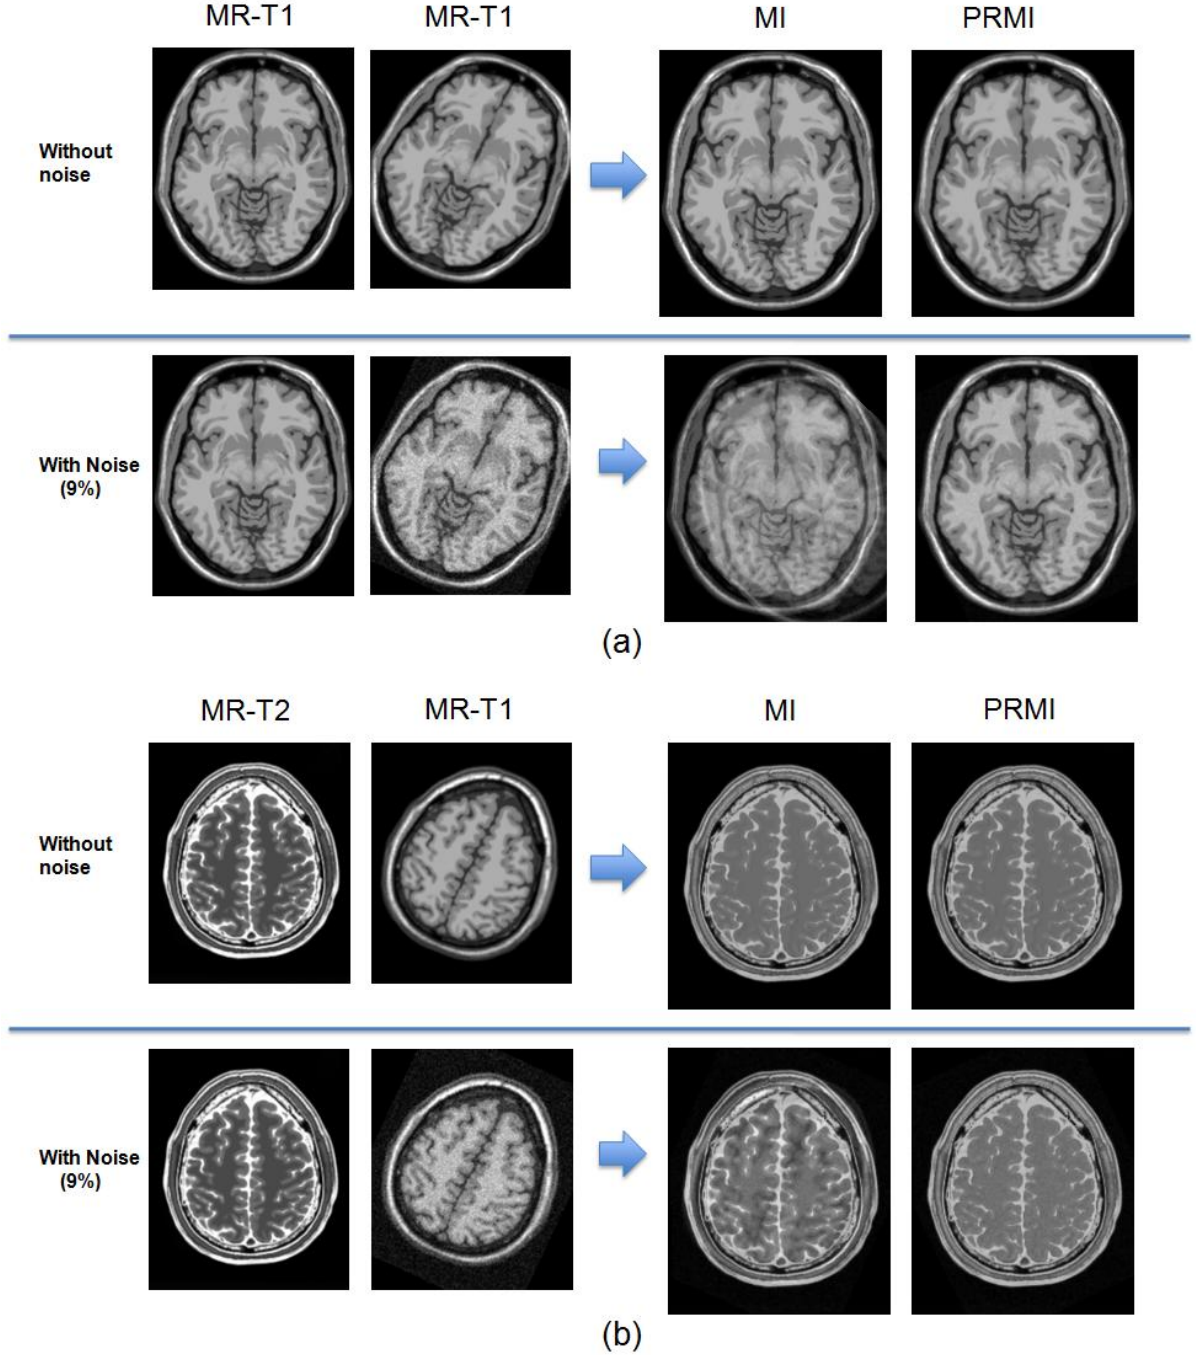 MR-T1 MR-T1 MI PRMI
Without
noise
With Noise
(9%)
(a)
MR-T2 MR-T1 MI PRMI
Without
noise
With Noise
(9%)
(b)